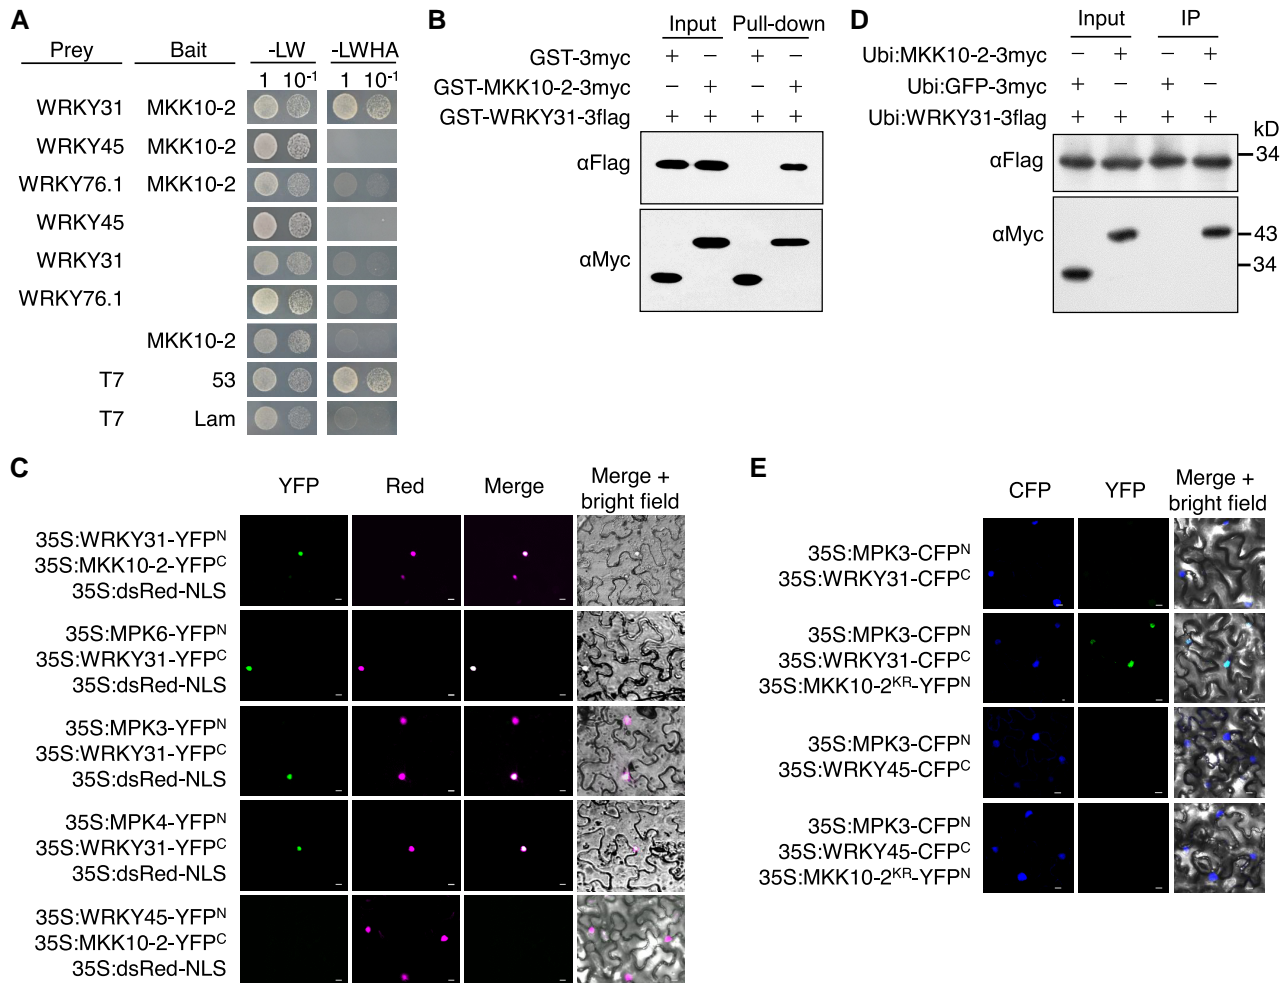 A
Prey Bait -LW -LWHA
1 10⁻¹ 1 10⁻¹
WRKY31 MKK10-2
WRKY45 MKK10-2
WRKY76.1 MKK10-2
WRKY45
WRKY31
WRKY76.1
MKK10-2
T7 53
T7 Lam
B
Input Pull-down
GST-3myc + − + −
GST-MKK10-2-3myc − + − +
GST-WRKY31-3flag + + + +
αFlag
αMyc
D
Input IP
Ubi:MKK10-2-3myc − + − +
Ubi:GFP-3myc + − + −
Ubi:WRKY31-3flag + + + +
kD
αFlag
34
αMyc
43
34
C
YFP Red Merge Merge +
bright field
35S:WRKY31-YFPᴺ
35S:MKK10-2-YFPᶜ
35S:dsRed-NLS
35S:MPK6-YFPᴺ
35S:WRKY31-YFPᶜ
35S:dsRed-NLS
35S:MPK3-YFPᴺ
35S:WRKY31-YFPᶜ
35S:dsRed-NLS
35S:MPK4-YFPᴺ
35S:WRKY31-YFPᶜ
35S:dsRed-NLS
35S:WRKY45-YFPᴺ
35S:MKK10-2-YFPᶜ
35S:dsRed-NLS
E
CFP YFP Merge +
bright field
35S:MPK3-CFPᴺ
35S:WRKY31-CFPᶜ
35S:MPK3-CFPᴺ
35S:WRKY31-CFPᶜ
35S:MKK10-2ᴷᴿ-YFPᴺ
35S:MPK3-CFPᴺ
35S:WRKY45-CFPᶜ
35S:MPK3-CFPᴺ
35S:WRKY45-CFPᶜ
35S:MKK10-2ᴷᴿ-YFPᴺ